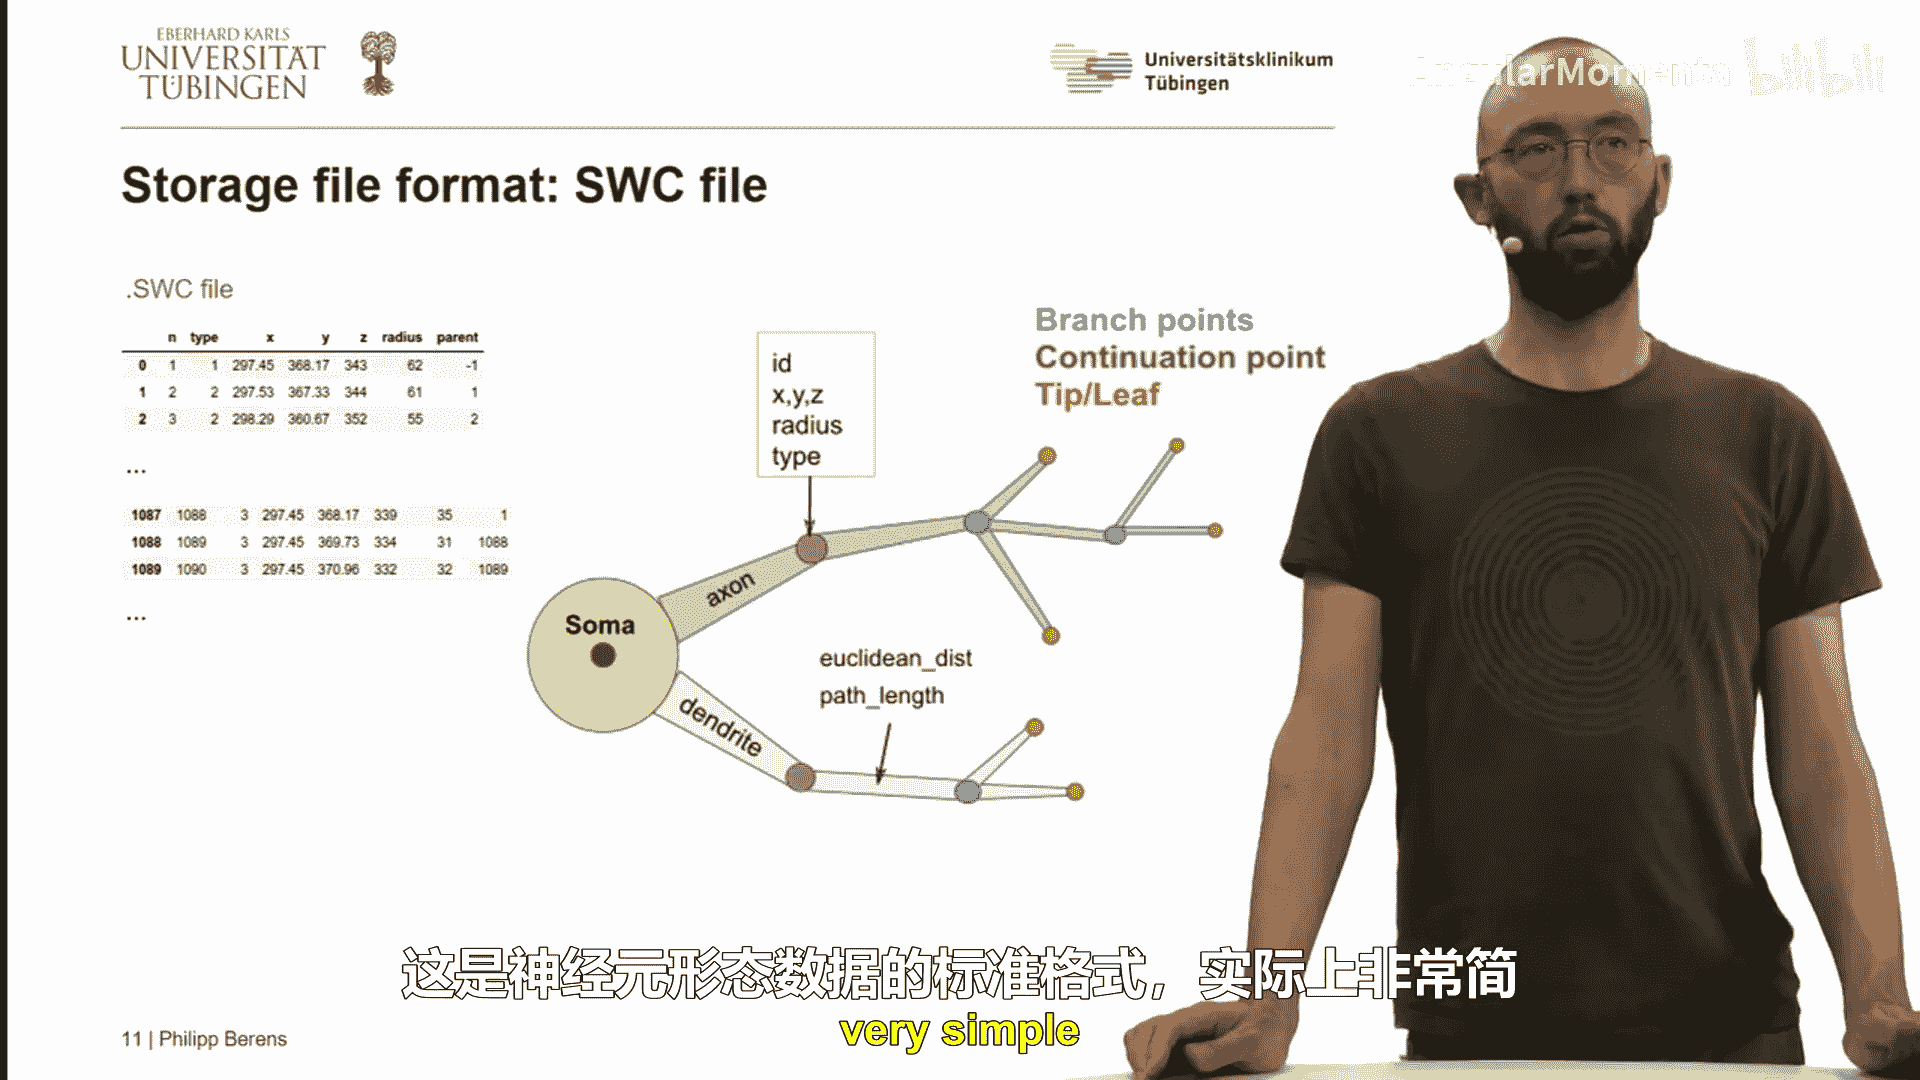 EBERHARD KARLS
UNIVERSITÄT
TÜBINGEN
Universitätsklinikum
Tübingen
AngularMomenta
bilibili
Storage file format: SWC file
.SWC file
n type x y z radius parent
0 1 1 297.45 368.17 343 62 -1
1 2 2 297.53 367.33 344 61 1
2 3 2 298.29 360.67 352 55 2
...
1087 1088 3 297.45 368.17 339 35 1
1088 1089 3 297.45 369.73 334 31 1088
1089 1090 3 297.45 370.96 332 32 1089
...
id
x,y,z
radius
type
Branch points
Continuation point
Tip/Leaf
axon
Soma
dendrite
euclidean_dist
path_length
这是神经元形态数据的标准格式，实际上非常简
very simple
11 | Philipp Berens